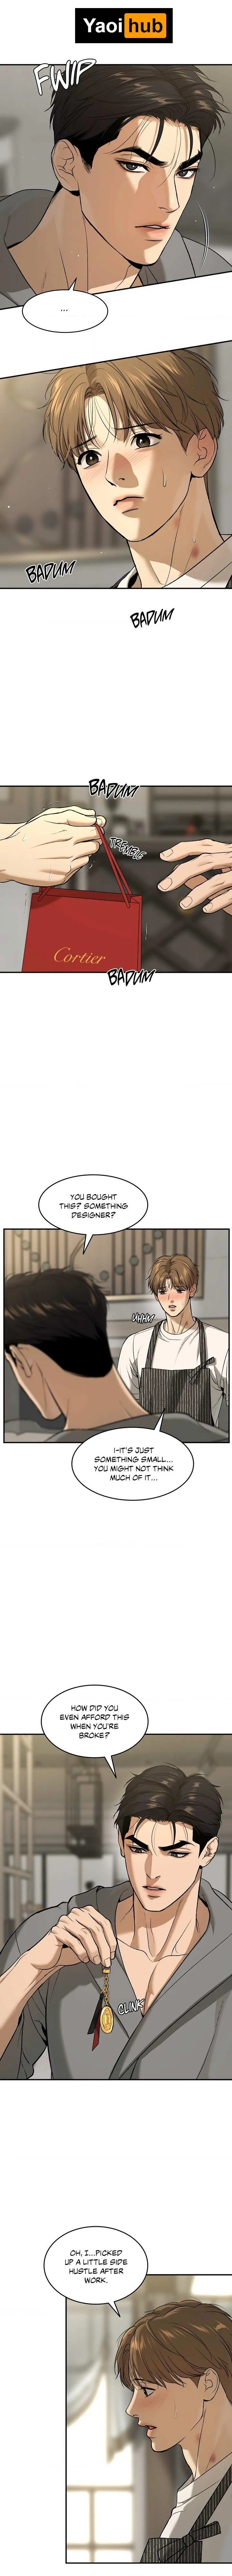 Yaoi hub
FWIP
...
BADUM
BADUM
BADUM
TREMBLE
Cartier
BADUM
YOU BOUGHT
THIS? SOMETHING
DESIGNER?
UHHH
I-IT'S JUST
SOMETHING SMALL...
YOU MIGHT NOT THINK
MUCH OF IT...
HOW DID YOU
EVEN AFFORD THIS
WHEN YOU'RE
BROKE?
CLINK
OH, I...PICKED
UP A LITTLE SIDE
HUSTLE AFTER
WORK.